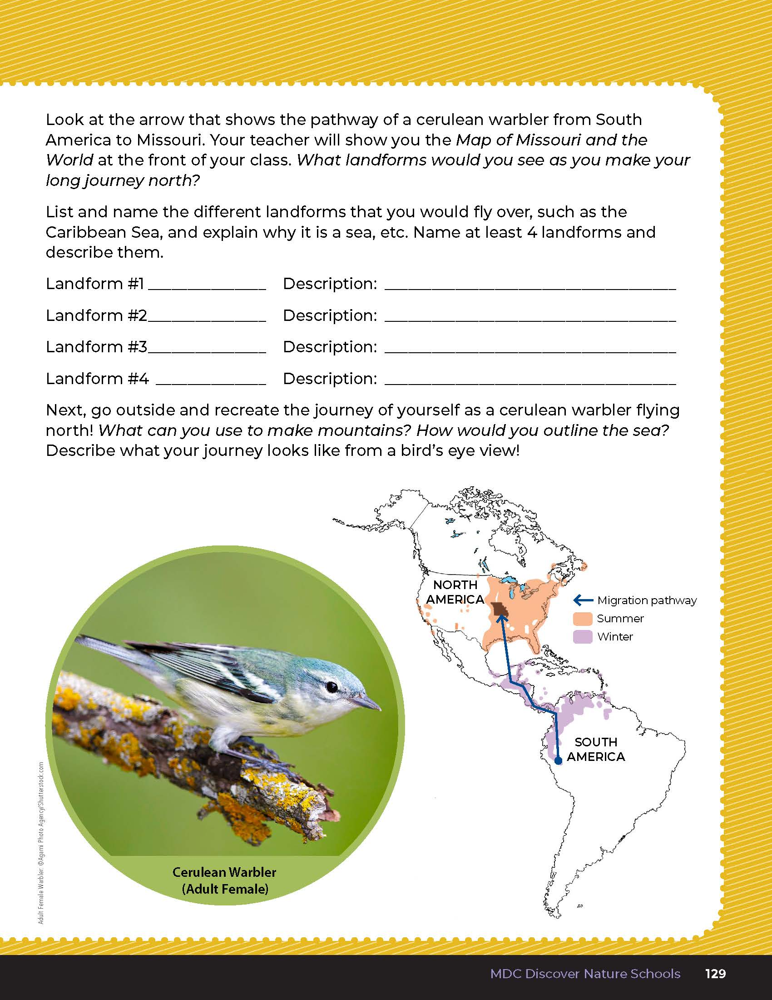 Look at the arrow that shows the pathway of a cerulean warbler from South
America to Missouri. Your teacher will show you the Map of Missouri and the
World at the front of your class. What landforms would you see as you make your
long journey north?
List and name the different landforms that you would fly over, such as the
Caribbean Sea, and explain why it is a sea, etc. Name at least 4 landforms and
describe them.
Landform #1 _______________ Description: _____________________________________
Landform #2_______________ Description: _____________________________________
Landform #3_______________ Description: _____________________________________
Landform #4 ______________ Description: _____________________________________
Next, go outside and recreate the journey of yourself as a cerulean warbler flying
north! What can you use to make mountains? How would you outline the sea?
Describe what your journey looks like from a bird's eye view!
NORTH
AMERICA
Migration pathway
Summer
Winter
SOUTH
AMERICA
Cerulean Warbler
(Adult Female)
Adult Female Warbler: ©Agami Photo Agency/Shutterstock.com
MDC Discover Nature Schools 129